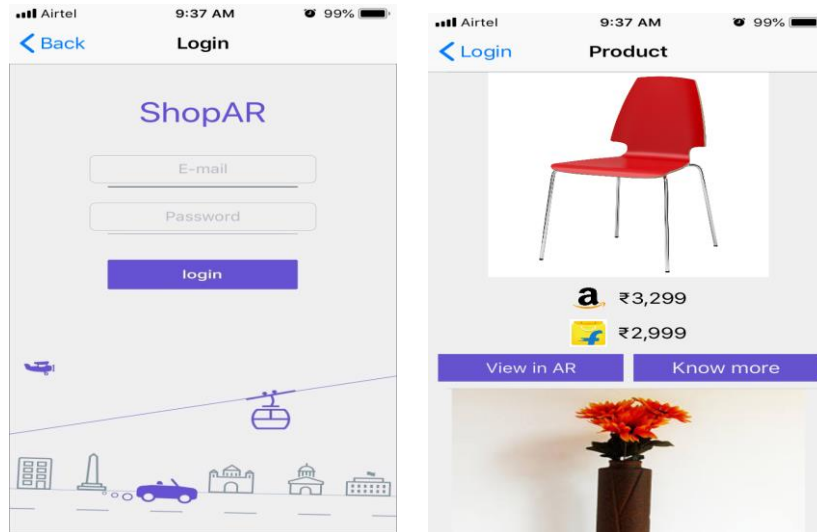 Airtel 9:37 AM 99%
Back Login
ShopAR
E-mail
Password
login
Airtel 9:37 AM 99%
Login Product
a ₹3,299
₹2,999
View in AR Know more